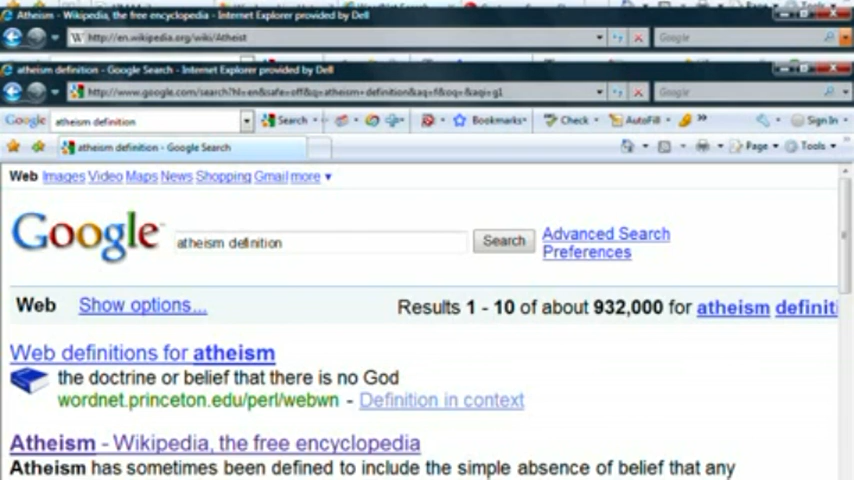 Atheism - Wikipedia, the free encyclopedia - Internet Explorer provided by Dell
http://en.wikipedia.org/wiki/Atheist
Google
atheism definition - Google Search - Internet Explorer provided by Dell
http://www.google.com/search?hl=en&safe=off&q=atheism+definition&aq=f&oq=&aqi=g1
Google
Google atheism definition Search Bookmarks Check AutoFill Sign In
atheism definition - Google Search Page Tools
Web Images Video Maps News Shopping Gmail more
Google atheism definition Search Advanced Search
Preferences
Web Show options... Results 1 - 10 of about 932,000 for atheism definiti
Web definitions for atheism
the doctrine or belief that there is no God
wordnet.princeton.edu/perl/webwn - Definition in context
Atheism - Wikipedia, the free encyclopedia
Atheism has sometimes been defined to include the simple absence of belief that any